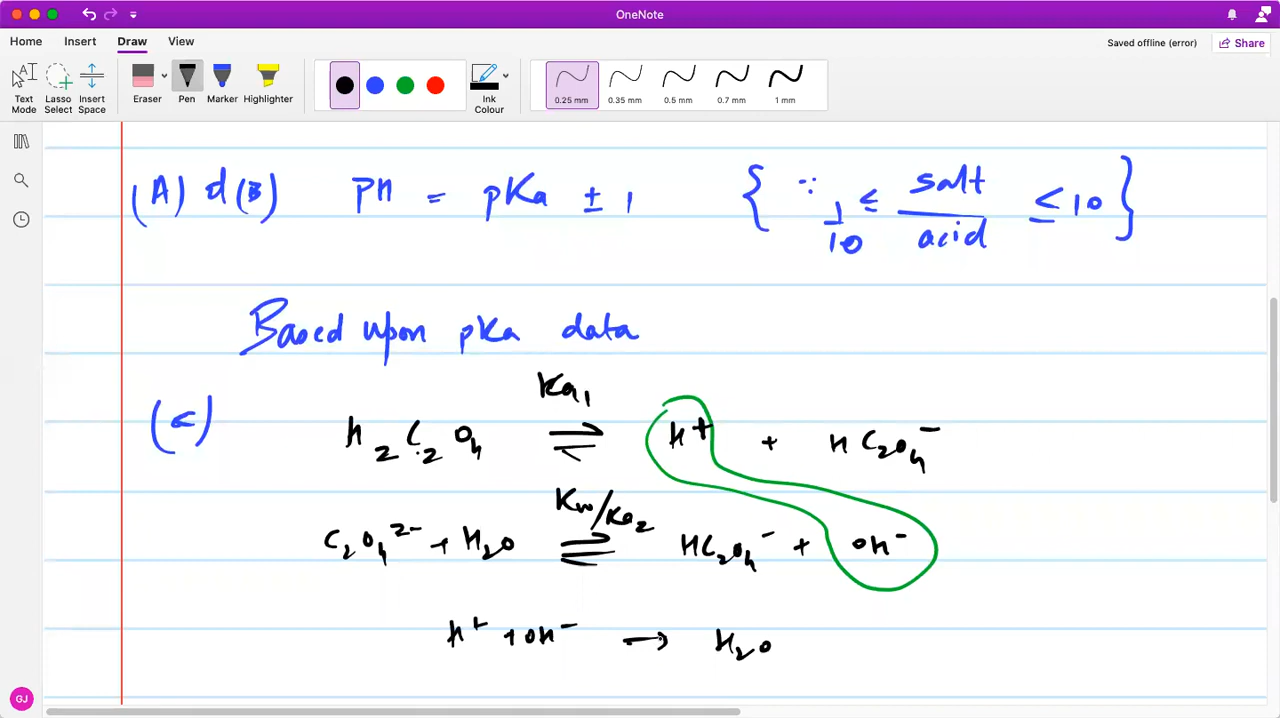 OneNote
Home Insert Draw View
Saved offline (error) Share
Text Mode Lasso Select Insert Space Eraser Pen Marker Highlighter Ink Colour 0.25 mm 0.35 mm 0.5 mm 0.7 mm 1 mm
(A) d (B) pH = pKa ± 1 { ∵ 1/10 ≤ salt/acid ≤ 10 }
Based upon pKa data
Ka1
(c) H2C2O4 ⇌ H+ + HC2O4−
Kw/Ka2
C2O4 2− + H2O ⇌ HC2O4− + OH−
H+ + OH− → H2O
GJ